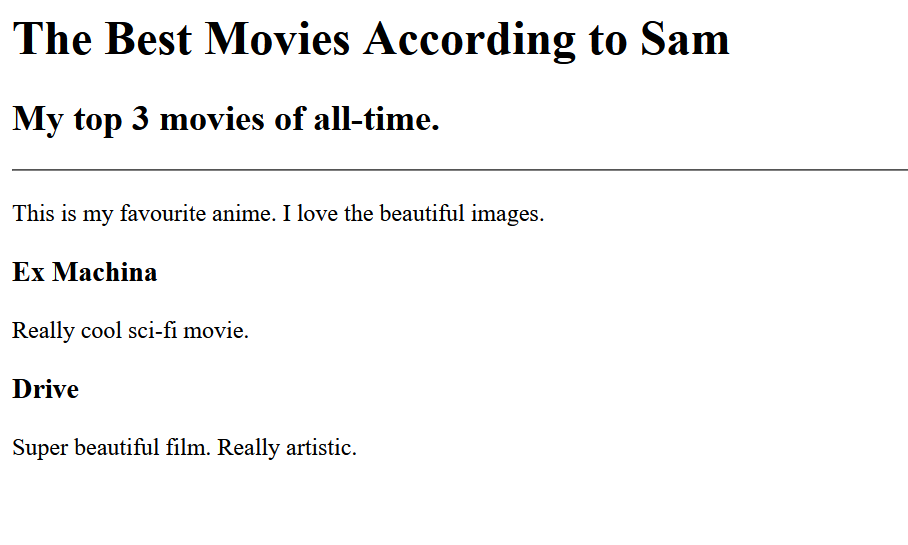 The Best Movies According to Sam
My top 3 movies of all-time.
This is my favourite anime. I love the beautiful images.
Ex Machina
Really cool sci-fi movie.
Drive
Super beautiful film. Really artistic.